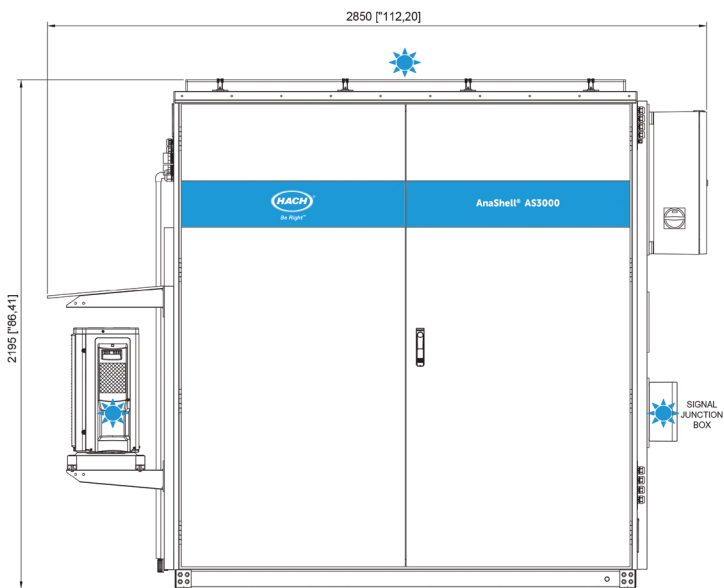 2850 ["112,20]
HACH®
Be Right™
AnaShell® AS3000
2195 ["86,41]
SIGNAL
JUNCTION
BOX